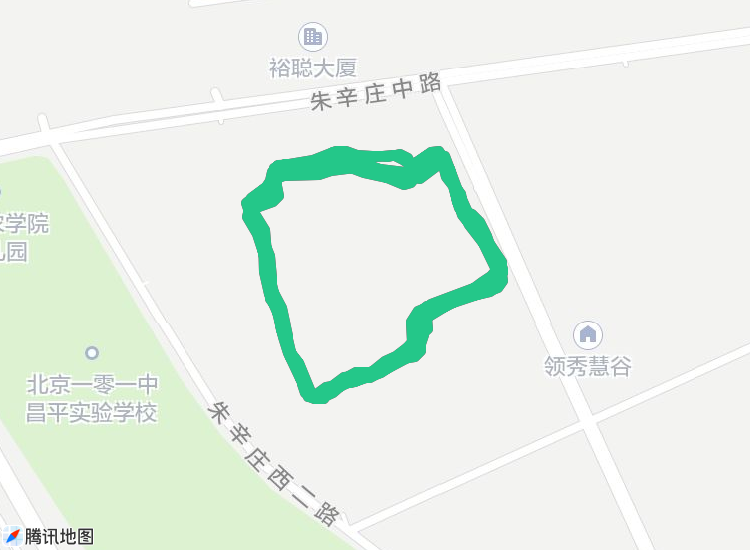 裕聪大厦
朱辛庄中路
学院
园
领秀慧谷
北京一零一中
昌平实验学校
朱辛庄西二路
腾讯地图